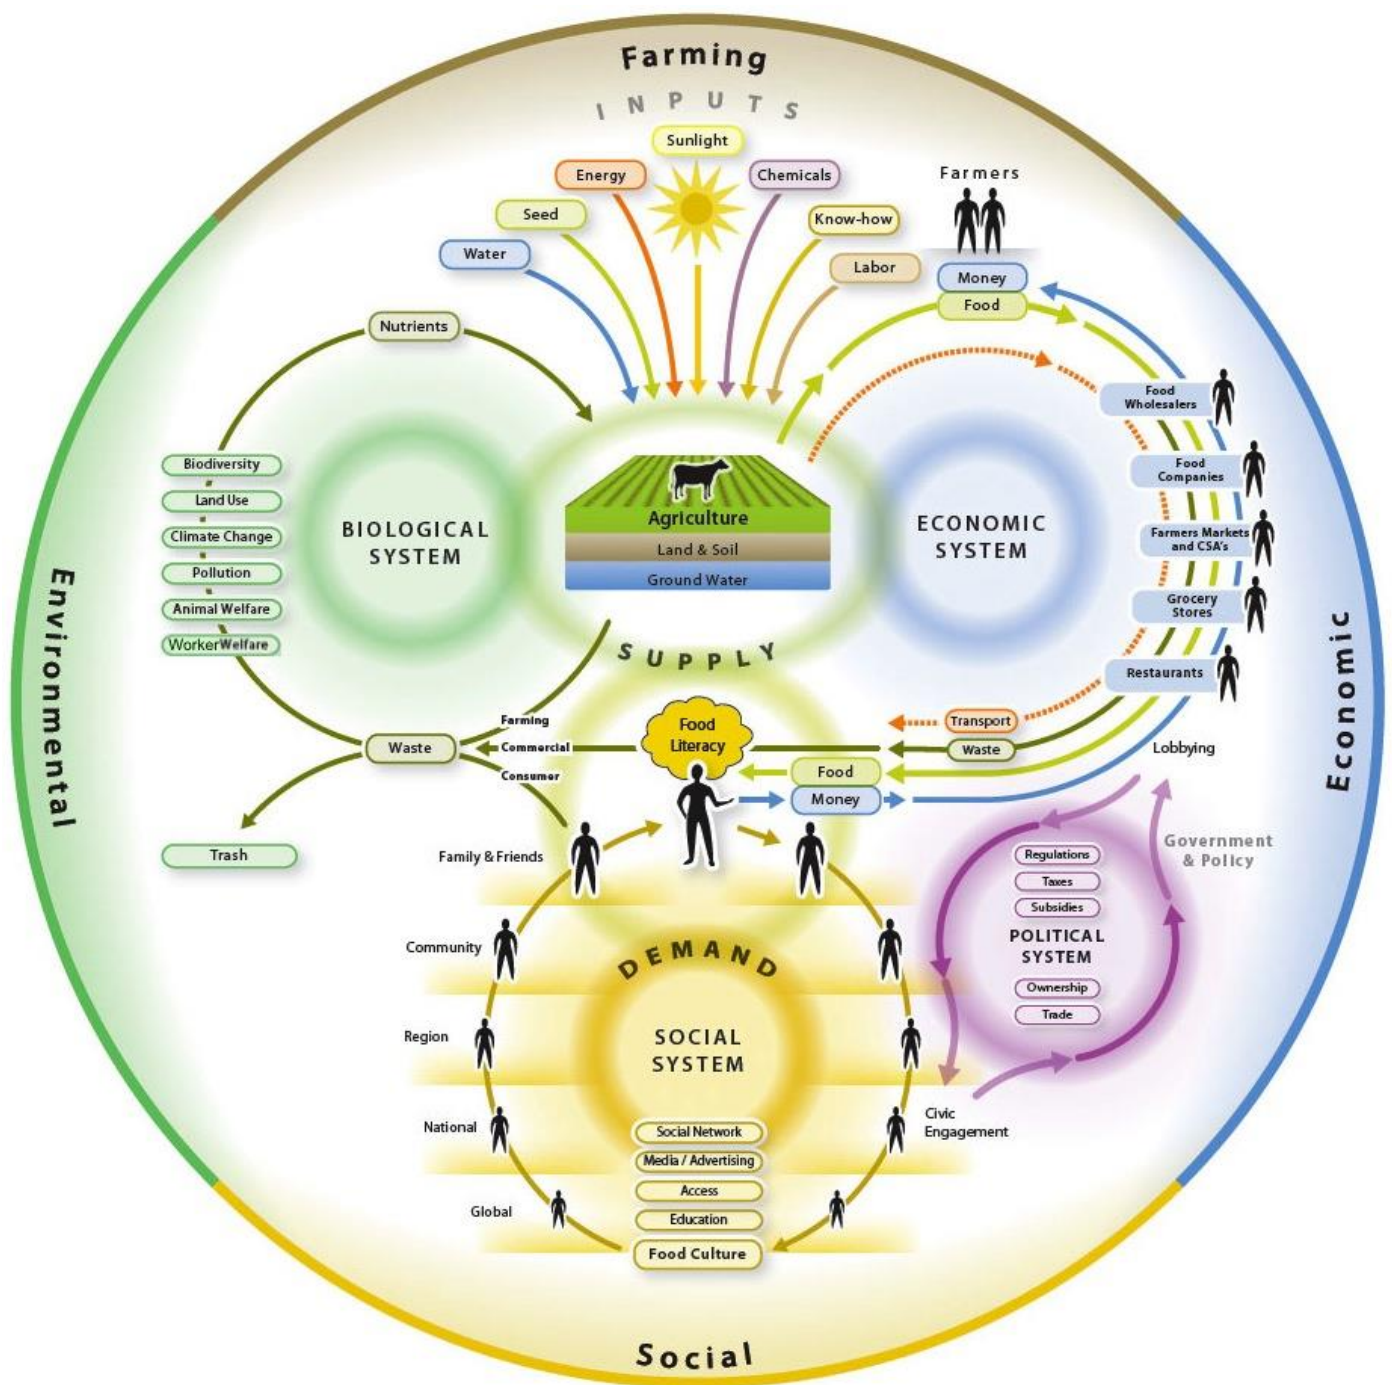 Farming
INPUTS
Sunlight
Energy
Chemicals
Seed
Know-how
Water
Labor
Farmers
Money
Food
Nutrients
Food
Wholesalers
Food
Companies
Farmers Markets
and CSA's
Grocery
Stores
Restaurants
Biodiversity
Land Use
Climate Change
Pollution
Animal Welfare
WorkerWelfare
BIOLOGICAL
SYSTEM
Agriculture
Land & Soil
Ground Water
ECONOMIC
SYSTEM
SUPPLY
Environmental
Economic
Food
Literacy
Farming
Commercial
Consumer
Waste
Trash
Transport
Waste
Food
Money
Lobbying
Government
& Policy
Regulations
Taxes
Subsidies
POLITICAL
SYSTEM
Ownership
Trade
Civic
Engagement
Family & Friends
Community
Region
National
Global
DEMAND
SOCIAL
SYSTEM
Social Network
Media / Advertising
Access
Education
Food Culture
Social